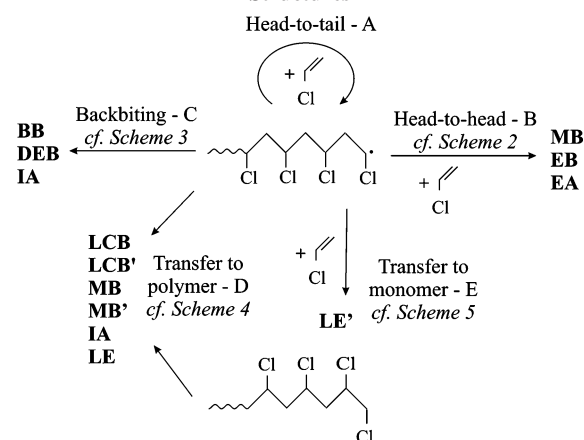 Head-to-tail - A
+
Cl
Backbiting - C
cf. Scheme 3
BB
DEB
IA
Cl Cl Cl Cl
Head-to-head - B
cf. Scheme 2
+
Cl
MB
EB
EA
LCB
LCB'
MB
MB’
IA
LE
Transfer to
polymer - D
cf. Scheme 4
+
Cl
Transfer to
monomer - E
cf. Scheme 5
LE’
Cl Cl Cl
Cl